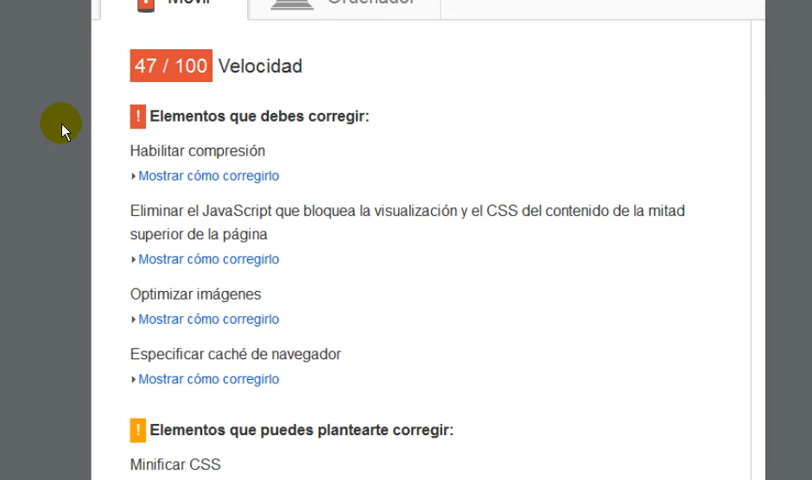 Móvil Ordenador
47 / 100 Velocidad
! Elementos que debes corregir:
Habilitar compresión
Mostrar cómo corregirlo
Eliminar el JavaScript que bloquea la visualización y el CSS del contenido de la mitad
superior de la página
Mostrar cómo corregirlo
Optimizar imágenes
Mostrar cómo corregirlo
Especificar caché de navegador
Mostrar cómo corregirlo
! Elementos que puedes plantearte corregir:
Minificar CSS